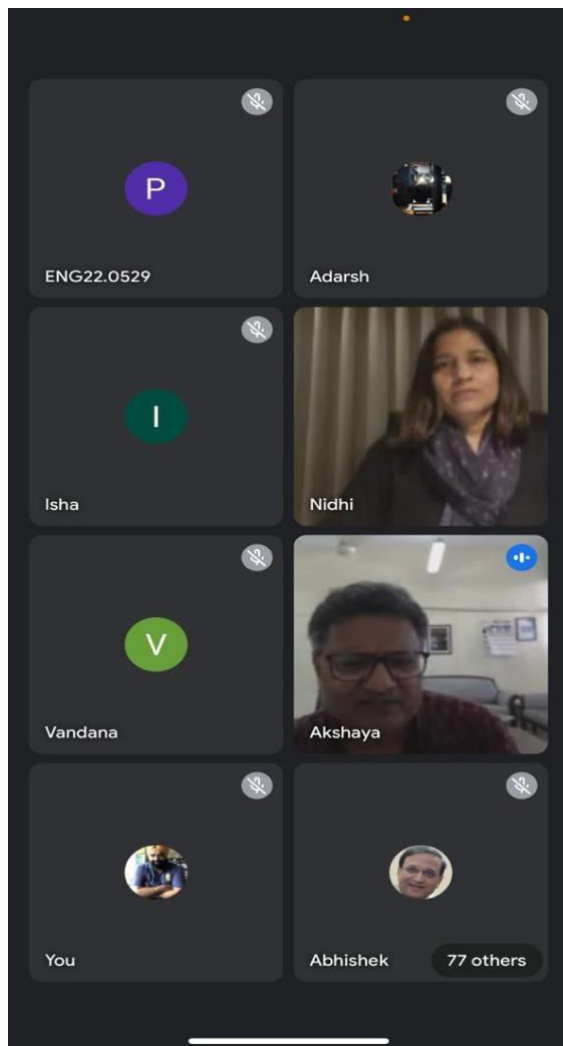 P
ENG22.0529
Adarsh
I
Isha
Nidhi
V
Vandana
Akshaya
You
Abhishek
77 others